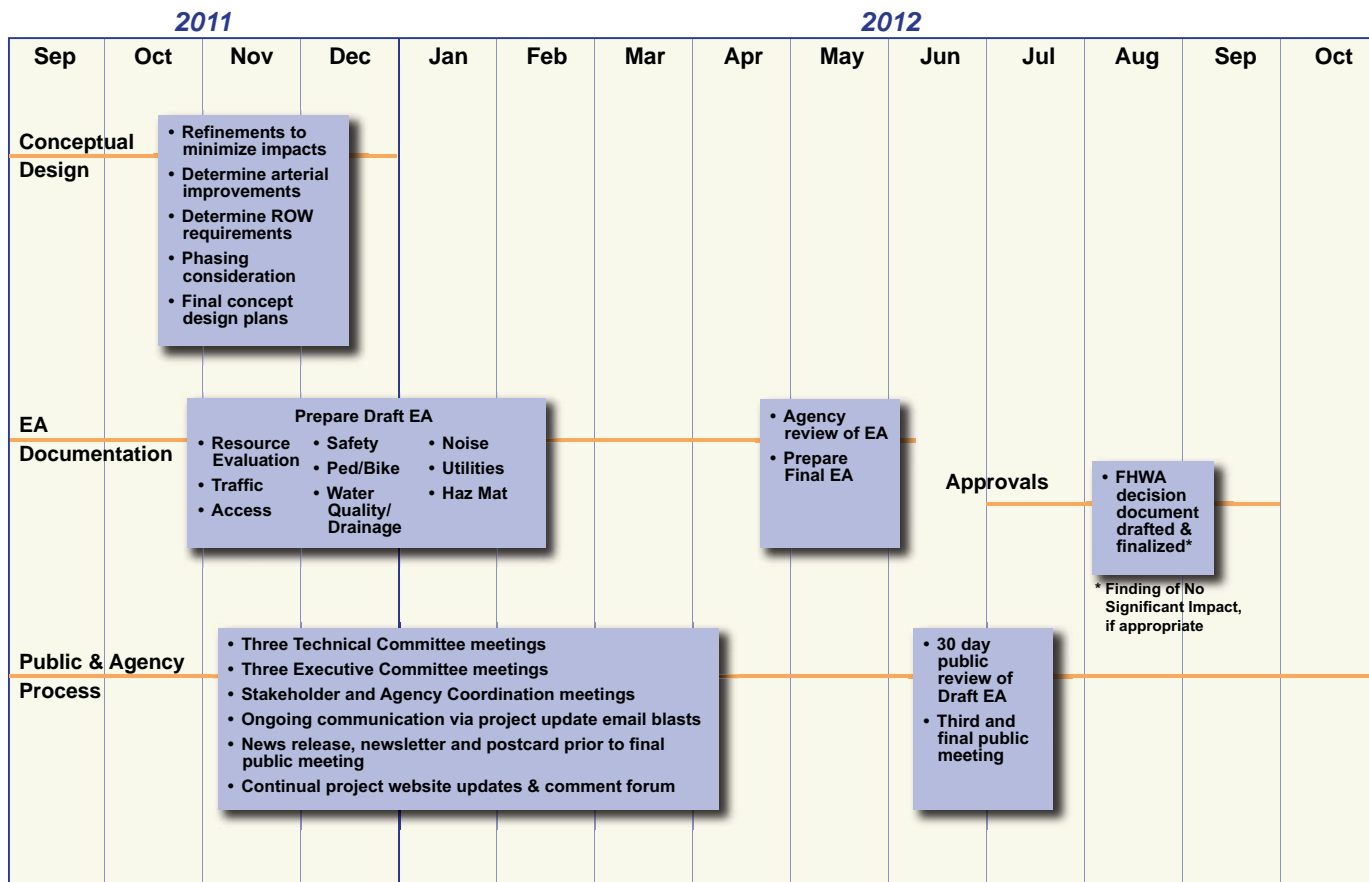 2011
2012
Sep Oct Nov Dec Jan Feb Mar Apr May Jun Jul Aug Sep Oct
Conceptual
Design
• Refinements to
minimize impacts
• Determine arterial
improvements
• Determine ROW
requirements
• Phasing
consideration
• Final concept
design plans
EA
Documentation
Prepare Draft EA
• Resource
Evaluation
• Traffic
• Access
• Safety
• Ped/Bike
• Water
Quality/
Drainage
• Noise
• Utilities
• Haz Mat
• Agency
review of EA
• Prepare
Final EA
Approvals
• FHWA
decision
document
drafted &
finalized*
* Finding of No
Significant Impact,
if appropriate
Public & Agency
Process
• Three Technical Committee meetings
• Three Executive Committee meetings
• Stakeholder and Agency Coordination meetings
• Ongoing communication via project update email blasts
• News release, newsletter and postcard prior to final
public meeting
• Continual project website updates & comment forum
• 30 day
public
review of
Draft EA
• Third and
final public
meeting